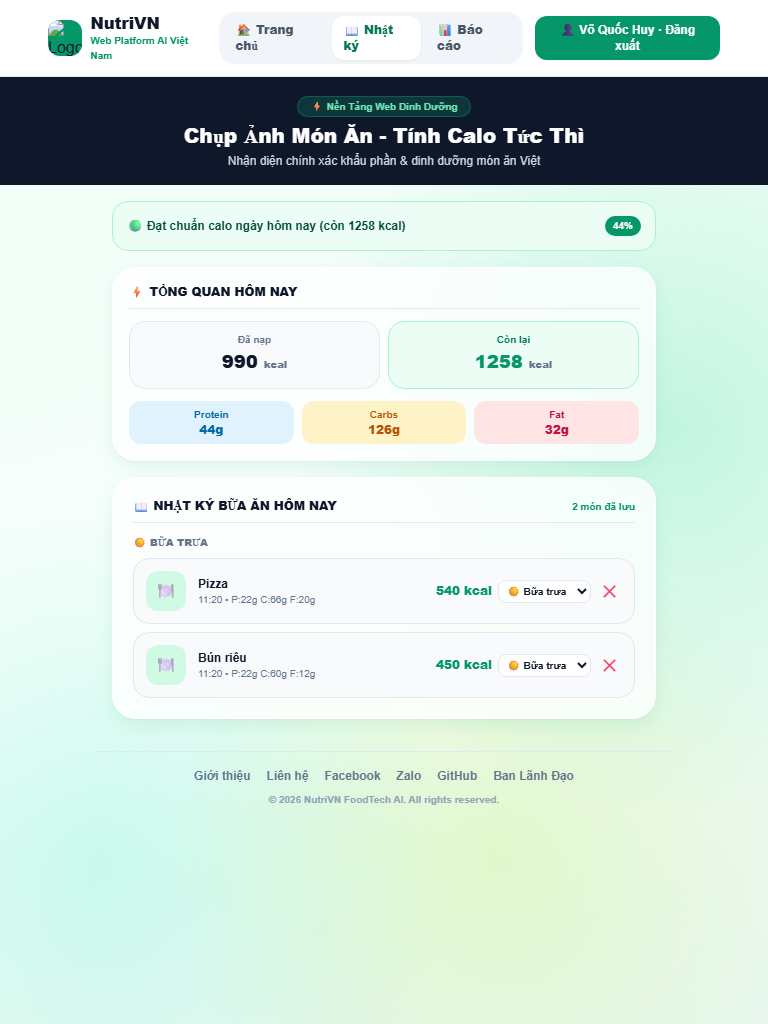 Logo
NutriVN
Web Platform AI Việt
Nam
Trang
chủ
Nhật
ký
Báo
cáo
Võ Quốc Huy · Đăng
xuất
Nền Tảng Web Dinh Dưỡng
Chụp Ảnh Món Ăn - Tính Calo Tức Thì
Nhận diện chính xác khẩu phần & dinh dưỡng món ăn Việt
Đạt chuẩn calo ngày hôm nay (còn 1258 kcal)
44%
TỔNG QUAN HÔM NAY
Đã nạp
990 kcal
Còn lại
1258 kcal
Protein
44g
Carbs
126g
Fat
32g
NHẬT KÝ BỮA ĂN HÔM NAY
2 món đã lưu
BỮA TRƯA
Pizza
11:20 • P:22g C:66g F:20g
540 kcal
Bữa trưa
Bún riêu
11:20 • P:22g C:60g F:12g
450 kcal
Bữa trưa
Giới thiệu Liên hệ Facebook Zalo GitHub Ban Lãnh Đạo
© 2026 NutriVN FoodTech AI. All rights reserved.